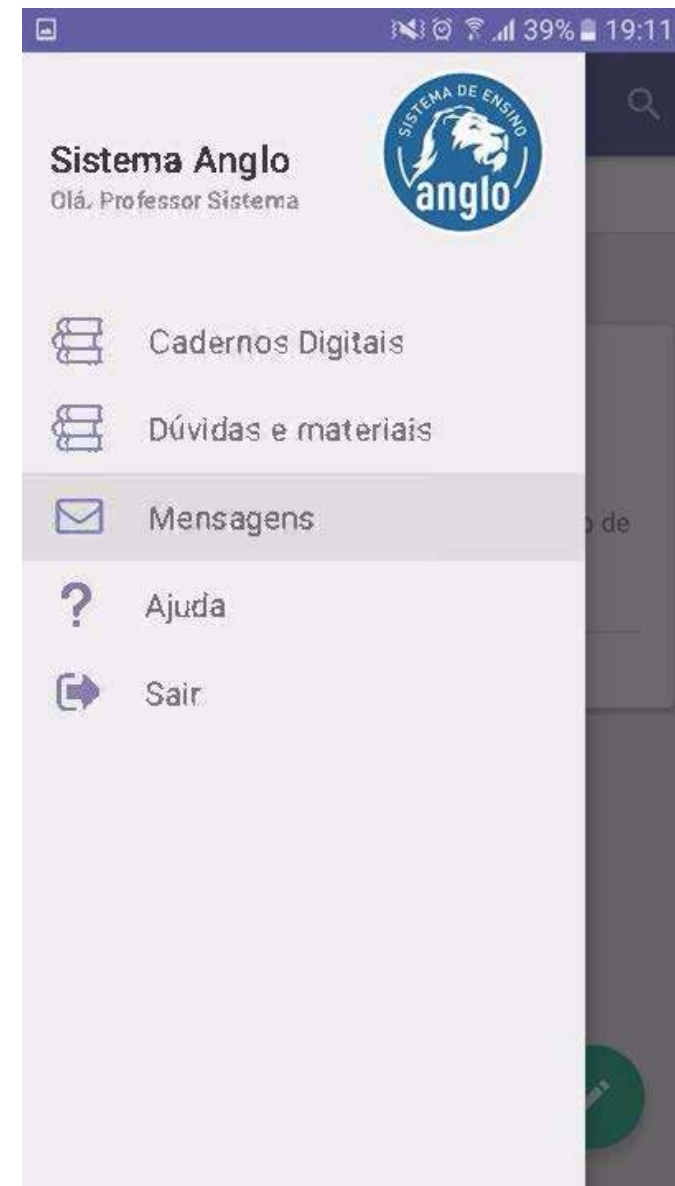 39% 19:11
SISTEMA DE ENSINO
anglo
Sistema Anglo
Olá, Professor Sistema
Cadernos Digitais
Dúvidas e materiais
Mensagens
de
Ajuda
Sair